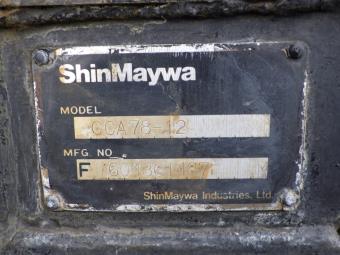 ShinMaywa
MODEL
CCA78-12
MFG NO
F
ShinMaywa Industries, Ltd.